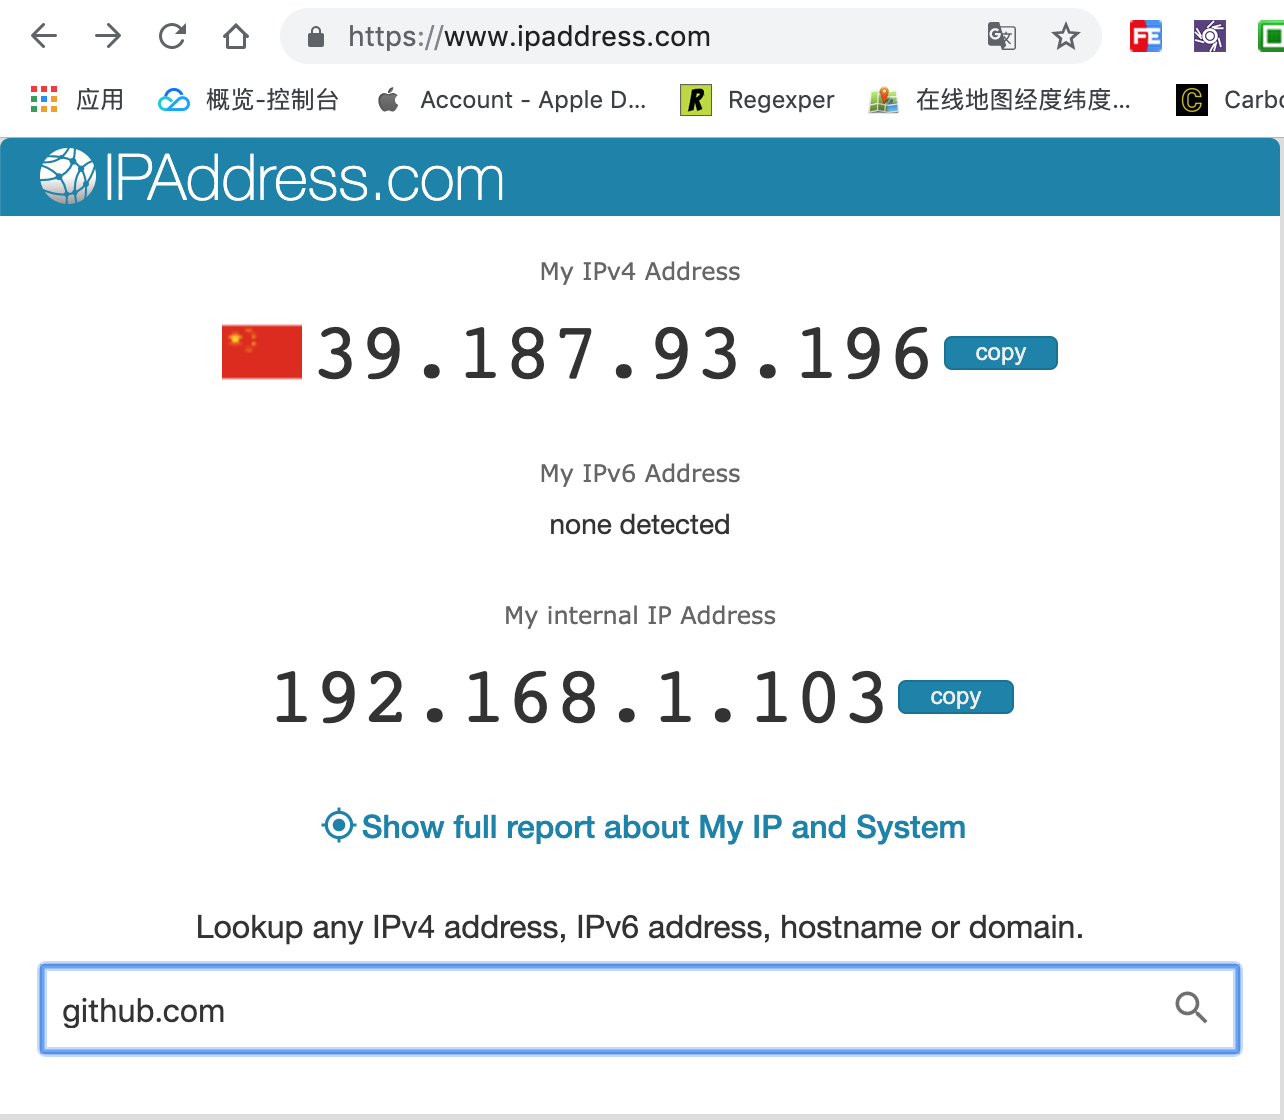 https://www.ipaddress.com
应用 概览-控制台 Account - Apple D... Regexper 在线地图经度纬度... Carbo
IPAddress.com
My IPv4 Address
39.187.93.196 copy
My IPv6 Address
none detected
My internal IP Address
192.168.1.103 copy
Show full report about My IP and System
Lookup any IPv4 address, IPv6 address, hostname or domain.
github.com